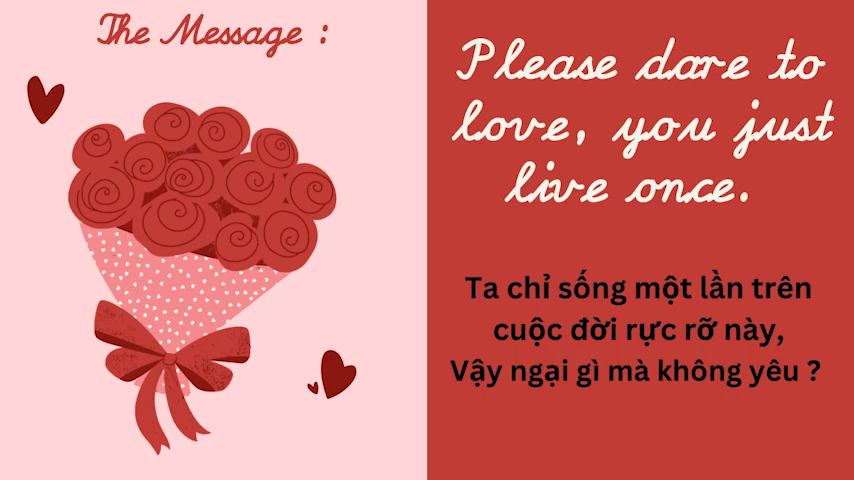 The Message :
Please dare to
love, you just
live once.
Ta chỉ sống một lần trên
cuộc đời rực rỡ này,
Vậy ngại gì mà không yêu ?